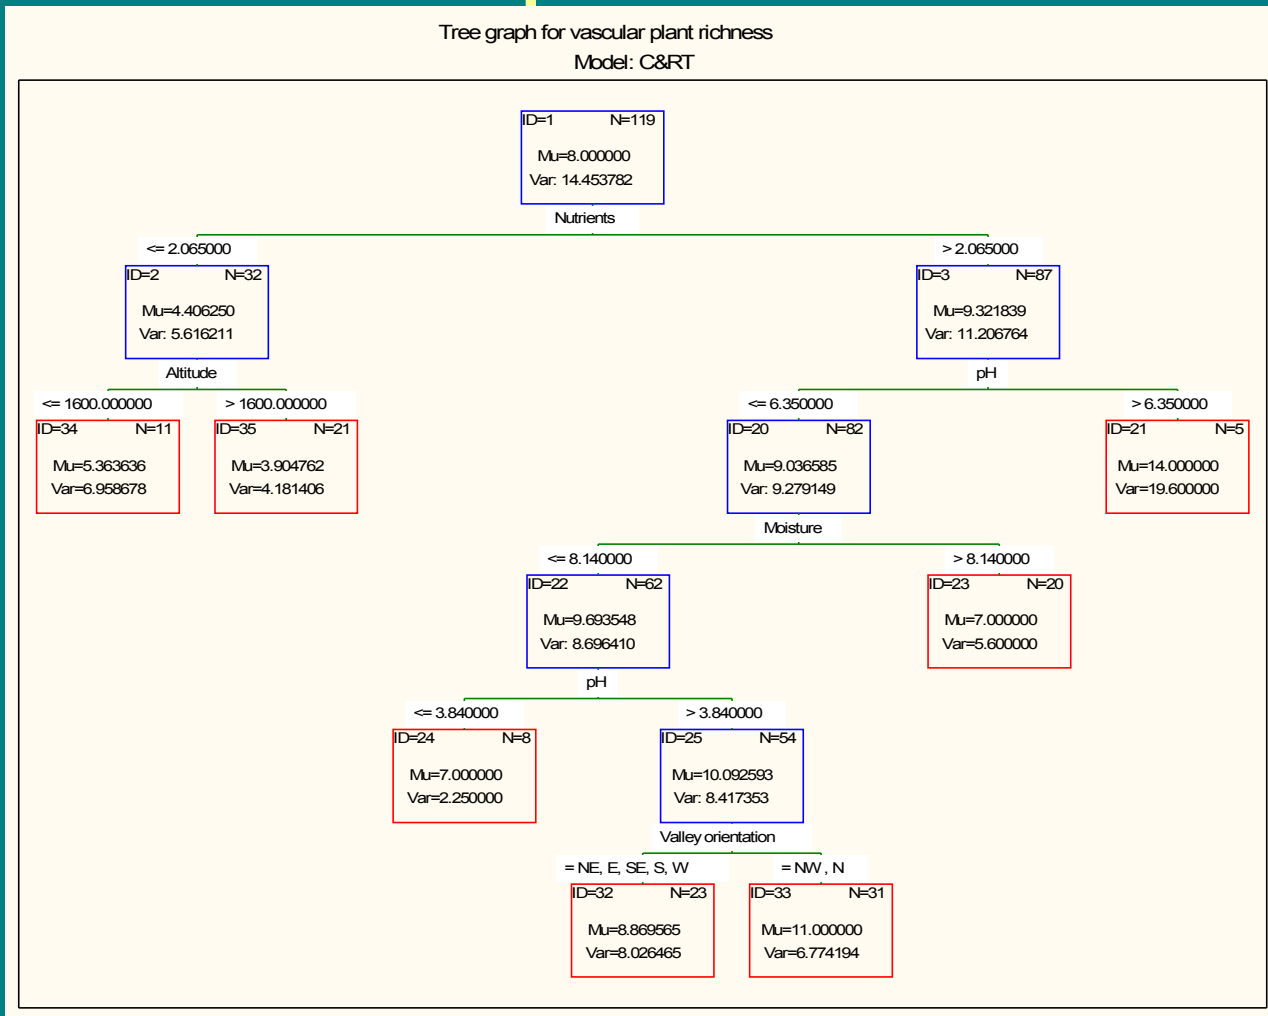 Tree graph for vascular plant richness
Model: C&RT
ID=1 N=119
Mu=8.000000
Var: 14.453782
Nutrients
<= 2.065000 > 2.065000
ID=2 N=32
Mu=4.406250
Var: 5.616211
ID=3 N=87
Mu=9.321839
Var: 11.206764
Altitude
pH
<= 1600.000000 > 1600.000000
<= 6.350000 > 6.350000
ID=34 N=11
Mu=5.363636
Var=6.958678
ID=35 N=21
Mu=3.904762
Var=4.181406
ID=20 N=82
Mu=9.036585
Var: 9.279149
ID=21 N=5
Mu=14.000000
Var=19.600000
Moisture
<= 8.140000 > 8.140000
ID=22 N=62
Mu=9.693548
Var: 8.696410
ID=23 N=20
Mu=7.000000
Var=5.600000
pH
<= 3.840000 > 3.840000
ID=24 N=8
Mu=7.000000
Var=2.250000
ID=25 N=54
Mu=10.092593
Var: 8.417353
Valley orientation
= NE, E, SE, S, W = NW , N
ID=32 N=23
Mu=8.869565
Var=8.026465
ID=33 N=31
Mu=11.000000
Var=6.774194